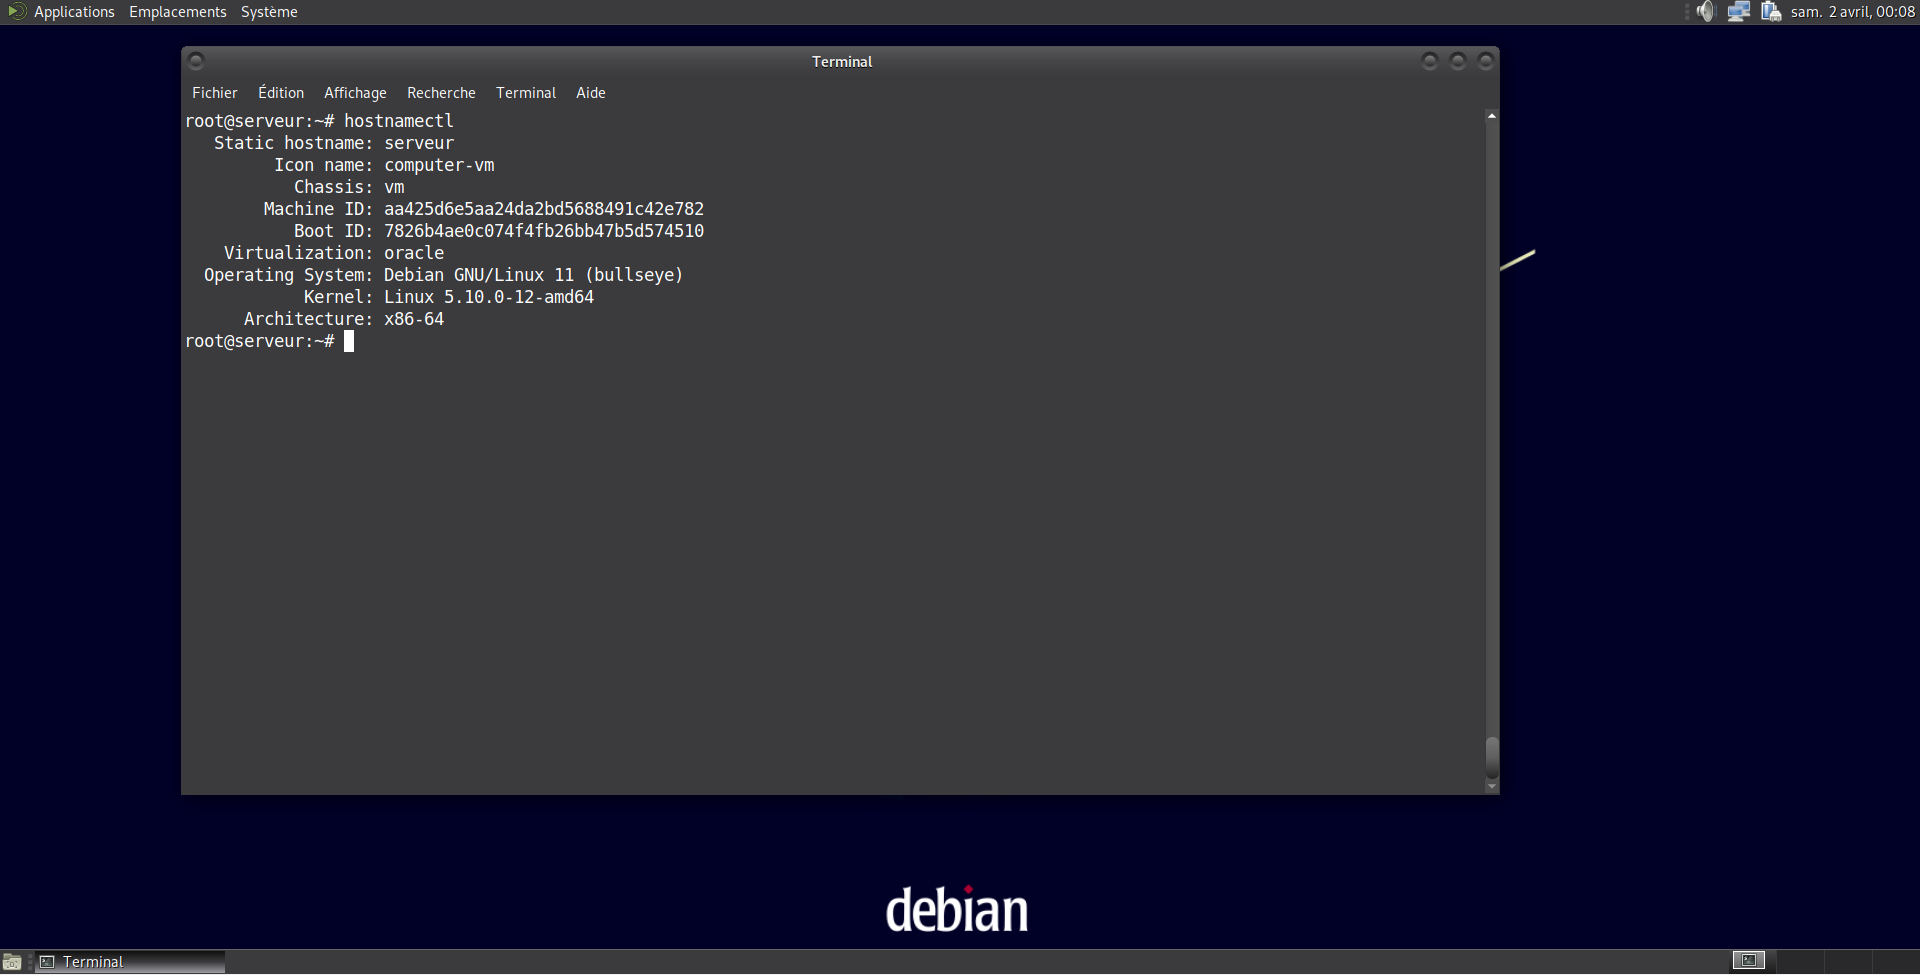 Applications Emplacements Système sam. 2 avril, 00:08
Terminal
Fichier Édition Affichage Recherche Terminal Aide
root@serveur:~# hostnamectl
Static hostname: serveur
Icon name: computer-vm
Chassis: vm
Machine ID: aa425d6e5aa24da2bd5688491c42e782
Boot ID: 7826b4ae0c074f4fb26bb47b5d574510
Virtualization: oracle
Operating System: Debian GNU/Linux 11 (bullseye)
Kernel: Linux 5.10.0-12-amd64
Architecture: x86-64
root@serveur:~#
debian
Terminal